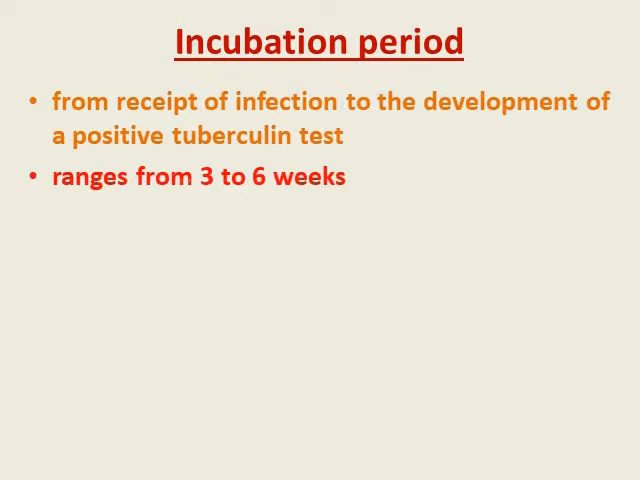 Incubation period
• from receipt of infection to the development of
a positive tuberculin test
• ranges from 3 to 6 weeks